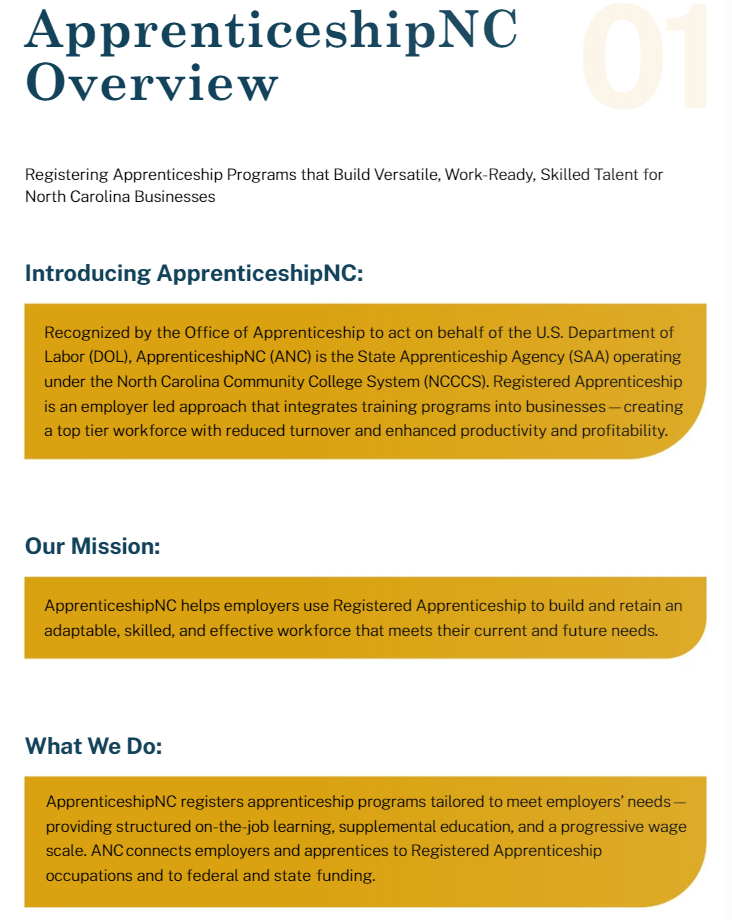 ApprenticeshipNC
Overview
01
Registering Apprenticeship Programs that Build Versatile, Work-Ready, Skilled Talent for
North Carolina Businesses
Introducing ApprenticeshipNC:
Recognized by the Office of Apprenticeship to act on behalf of the U.S. Department of
Labor (DOL), ApprenticeshipNC (ANC) is the State Apprenticeship Agency (SAA) operating
under the North Carolina Community College System (NCCCS). Registered Apprenticeship
is an employer led approach that integrates training programs into businesses—creating
a top tier workforce with reduced turnover and enhanced productivity and profitability.
Our Mission:
ApprenticeshipNC helps employers use Registered Apprenticeship to build and retain an
adaptable, skilled, and effective workforce that meets their current and future needs.
What We Do:
ApprenticeshipNC registers apprenticeship programs tailored to meet employers’ needs—
providing structured on-the-job learning, supplemental education, and a progressive wage
scale. ANC connects employers and apprentices to Registered Apprenticeship
occupations and to federal and state funding.